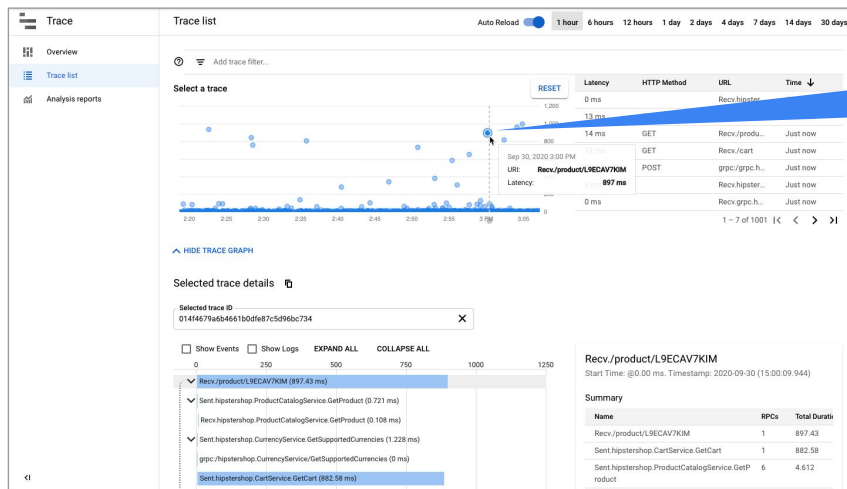 Trace
Trace list
Auto Reload
1 hour 6 hours 12 hours 1 day 2 days 4 days 7 days 14 days 30 days
Overview
Trace list
Analysis reports
Add trace filter...
Select a trace
RESET
Latency HTTP Method URL Time
0 ms Recv.hipster...
13 ms
14 ms GET Recv./produ... Just now
GET Recv./cart Just now
POST grpc:/grpc.h... Just now
Recv.hipster... Just now
0 ms Recv.grpc.h... Just now
1 – 7 of 1001
1,200
1,000
800
0
Sep 30, 2020 3:00 PM
URI: Recv./product/L9ECAV7KIM
Latency: 897 ms
2:20 2:25 2:30 2:35 2:40 2:45 2:50 2:55 3 PM 3:05
HIDE TRACE GRAPH
Selected trace details
Selected trace ID
014f4679a6b4661b0dfe87c5d96bc734
Show Events Show Logs EXPAND ALL COLLAPSE ALL
0 250 500 750 1000 1250
Recv./product/L9ECAV7KIM (897.43 ms)
Sent.hipstershop.ProductCatalogService.GetProduct (0.721 ms)
Recv.hipstershop.ProductCatalogService.GetProduct (0.108 ms)
Sent.hipstershop.CurrencyService.GetSupportedCurrencies (1.228 ms)
grpc:/hipstershop.CurrencyService/GetSupportedCurrencies (0 ms)
Sent.hipstershop.CartService.GetCart (882.58 ms)
Recv./product/L9ECAV7KIM
Start Time: @0.00 ms. Timestamp: 2020-09-30 (15:00:09.944)
Summary
Name RPCs Total Duratio
Recv./product/L9ECAV7KIM 1 897.43
Sent.hipstershop.CartService.GetCart 1 882.58
Sent.hipstershop.ProductCatalogService.GetP 6 4.612
roduct